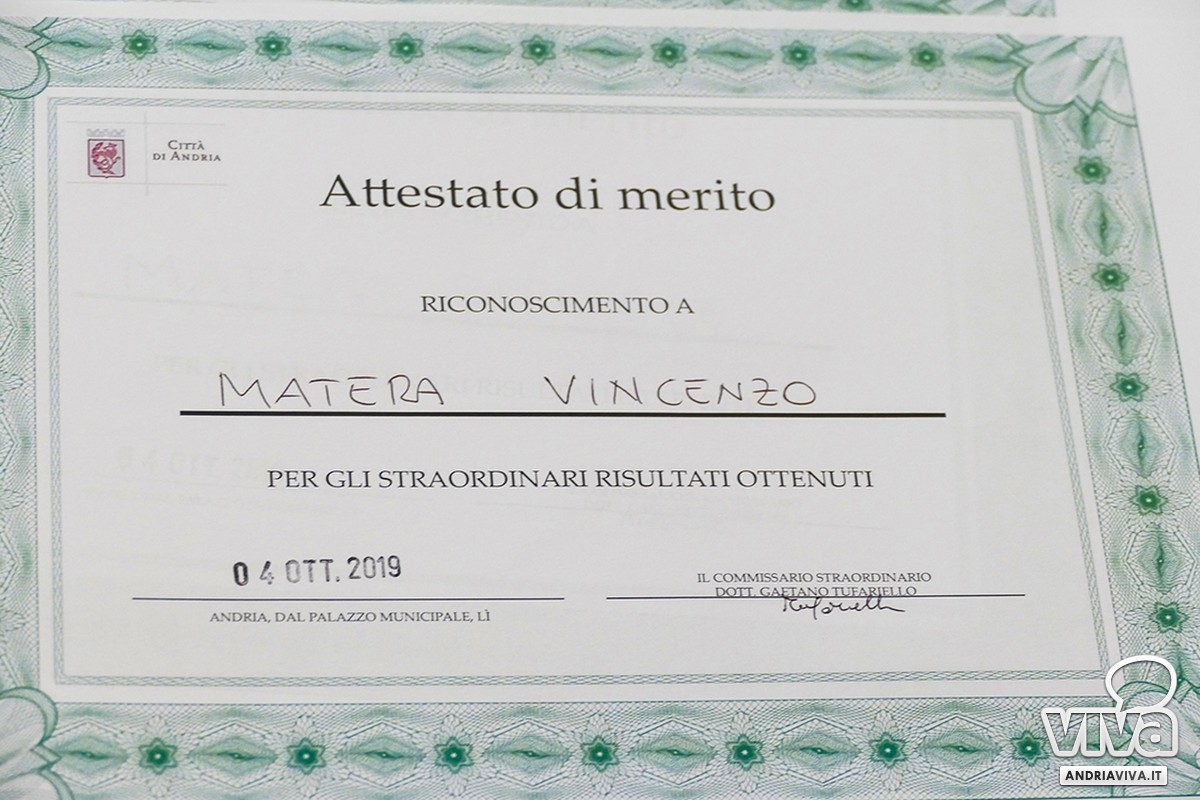 CITTÀ
DI ANDRIA
Attestato di merito
RICONOSCIMENTO A
MATERA VINCENZO
PER GLI STRAORDINARI RISULTATI OTTENUTI
04 OTT. 2019
ANDRIA, DAL PALAZZO MUNICIPALE, LÌ
IL COMMISSARIO STRAORDINARIO
DOTT. GAETANO TUFARIELLO
Tufariello
viva
ANDRIAVIVA.IT